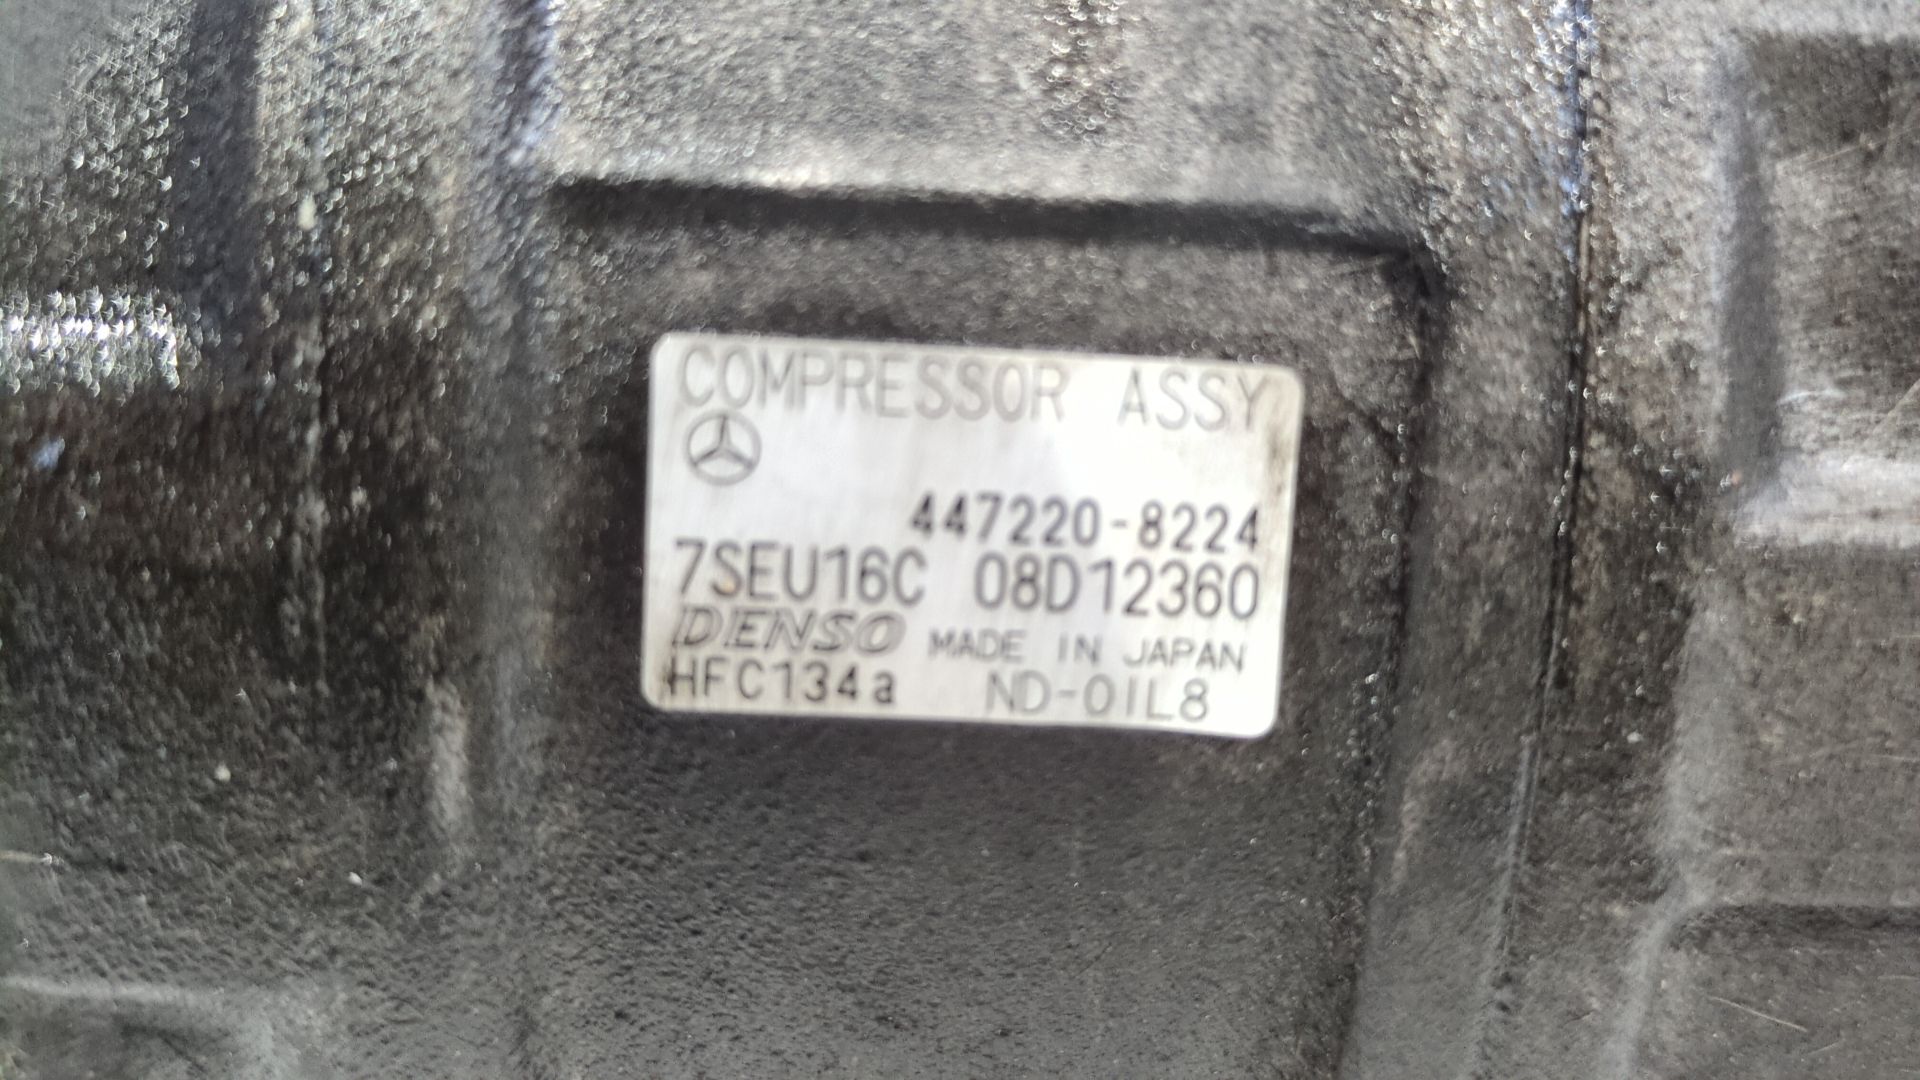 COMPRESSOR ASSY
447220-8224
7SEU16C 08D12360
DENSO MADE IN JAPAN
HFC134a ND-OIL8